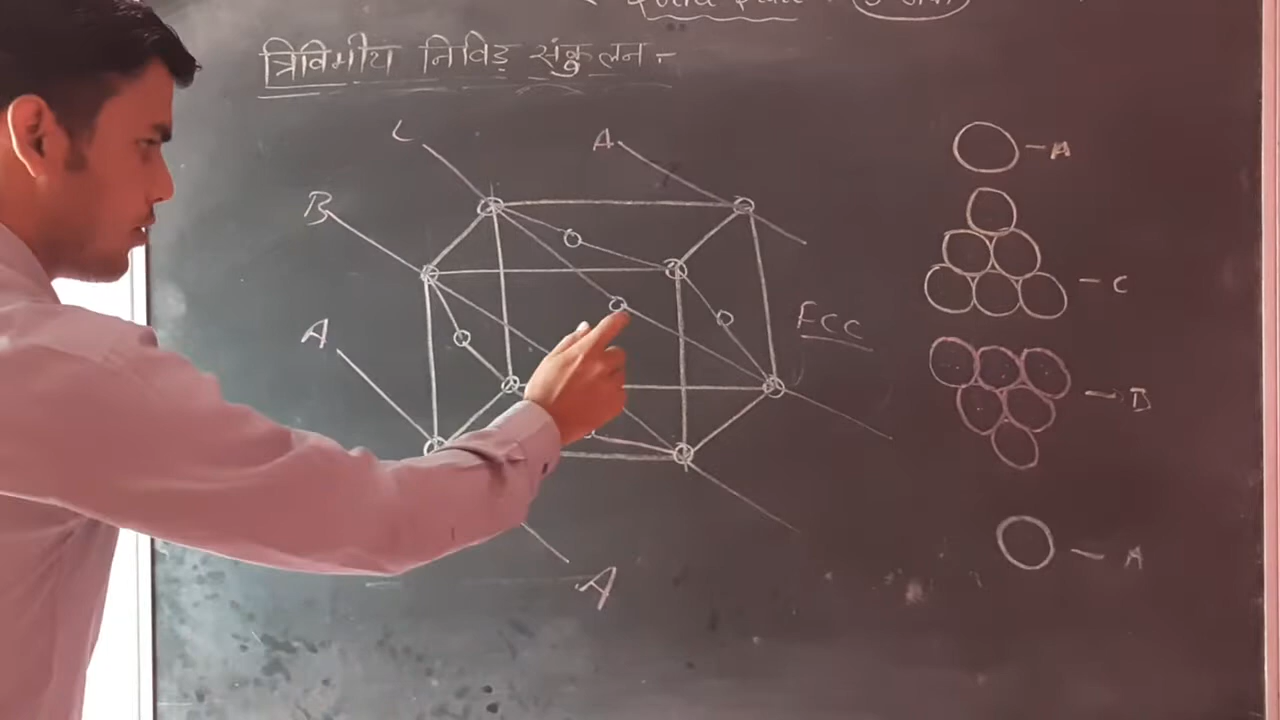 त्रिविमीय निविड़ संकुलन :-
C
A
B
A
FCC
A
- A
- C
- B
- A